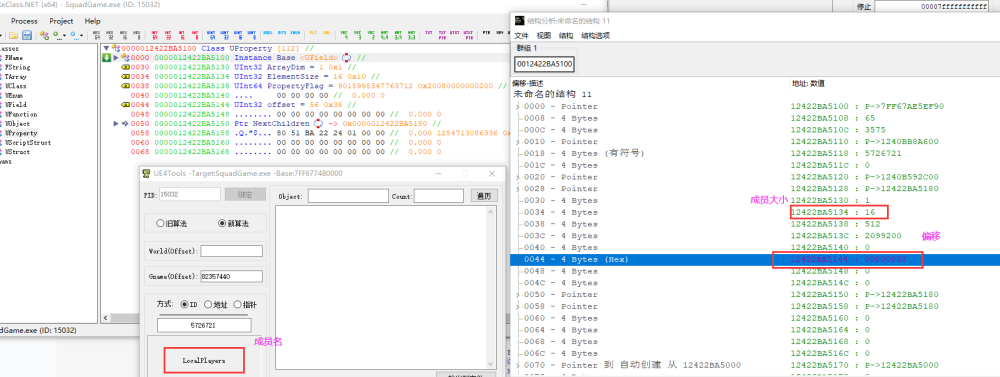 eClass.NET (x64) - SquadGame.exe (ID: 15032)
Process Project Help
0000012422BA5100 Class UProperty [112] //
0000 0000012422BA5100 Instance Base <UField>
0030 0000012422BA5130 UInt32 ArrayDim = 1 0x1 //
0034 0000012422BA5134 UInt32 ElementSize = 16 0x10 //
0038 0000012422BA5138 UInt64 PropertyFlag = 9015995347763712 0x20080000000200 //
0040 0000012422BA5140 .... 00 00 00 00 // 0.000 0
0044 0000012422BA5144 UInt32 offset = 56 0x38 //
0048 0000012422BA5148 ........ 00 00 00 00 00 00 00 00 // 0.000 0
0050 0000012422BA5150 Ptr NextChildren -> 0x0000012422BA5180 //
0058 0000012422BA5158 80 51 BA 22 24 01 00 00 // 0.000 1254713086336
0060 0000012422BA5160 ........ 00 00 00 00 00 00 00 00 // 0.000 0
0068 0000012422BA5168 ........ 00 00 00 00 00 00 00 00 // 0.000 0
asses
FName
FString
TArray
UClass
UEnum
UField
UFunction
UObject
UProperty
UScriptStruct
UStruct
ums
adGame.exe (ID: 15032)
UE4Tools -TargetSquadGame.exe -Base:7FF677480000
PID: 15032 绑定
旧算法 新算法
World(Offset):
Gname(Offset): 82357440
方式: ID 地址 指针
5726721
成员名
LocalPlayers
Object: Count: 遍历
停止 00007fffffffffff
结构分析:未命名的结构 11
文件 视图 结构 结构选项
群组 1
0012422BA5100
偏移-描述 地址: 数值
未命名的结构 11
0000 - Pointer 12422BA5100 : P->7FF67AE5EF90
0008 - 4 Bytes 12422BA5108 : 65
000C - 4 Bytes 12422BA510C : 3575
0010 - Pointer 12422BA5110 : P->1240BB8A600
0018 - 4 Bytes (有符号) 12422BA5118 : 5726721
001C - 4 Bytes 12422BA511C : 0
0020 - Pointer 12422BA5120 : P->1240B592C00
0028 - Pointer 12422BA5128 : P->12422BA5180
0030 - 4 Bytes 12422BA5130 : 1
成员大小
0034 - 4 Bytes 12422BA5134 : 16
0038 - 4 Bytes 12422BA5138 : 512
003C - 4 Bytes 12422BA513C : 2099200
偏移
0040 - 4 Bytes 12422BA5140 : 0
0044 - 4 Bytes (Hex) 12422BA5144 : 00000038
0048 - 4 Bytes 12422BA5148 : 0
004C - 4 Bytes 12422BA514C : 0
0050 - Pointer 12422BA5150 : P->12422BA5180
0058 - Pointer 12422BA5158 : P->12422BA5180
0060 - 4 Bytes 12422BA5160 : 0
0064 - 4 Bytes 12422BA5164 : 0
0068 - 4 Bytes 12422BA5168 : 0
006C - 4 Bytes 12422BA516C : 0
0070 - Pointer 到 自动创建 从 12422BA5000 12422BA5170 : P->12422BA5000